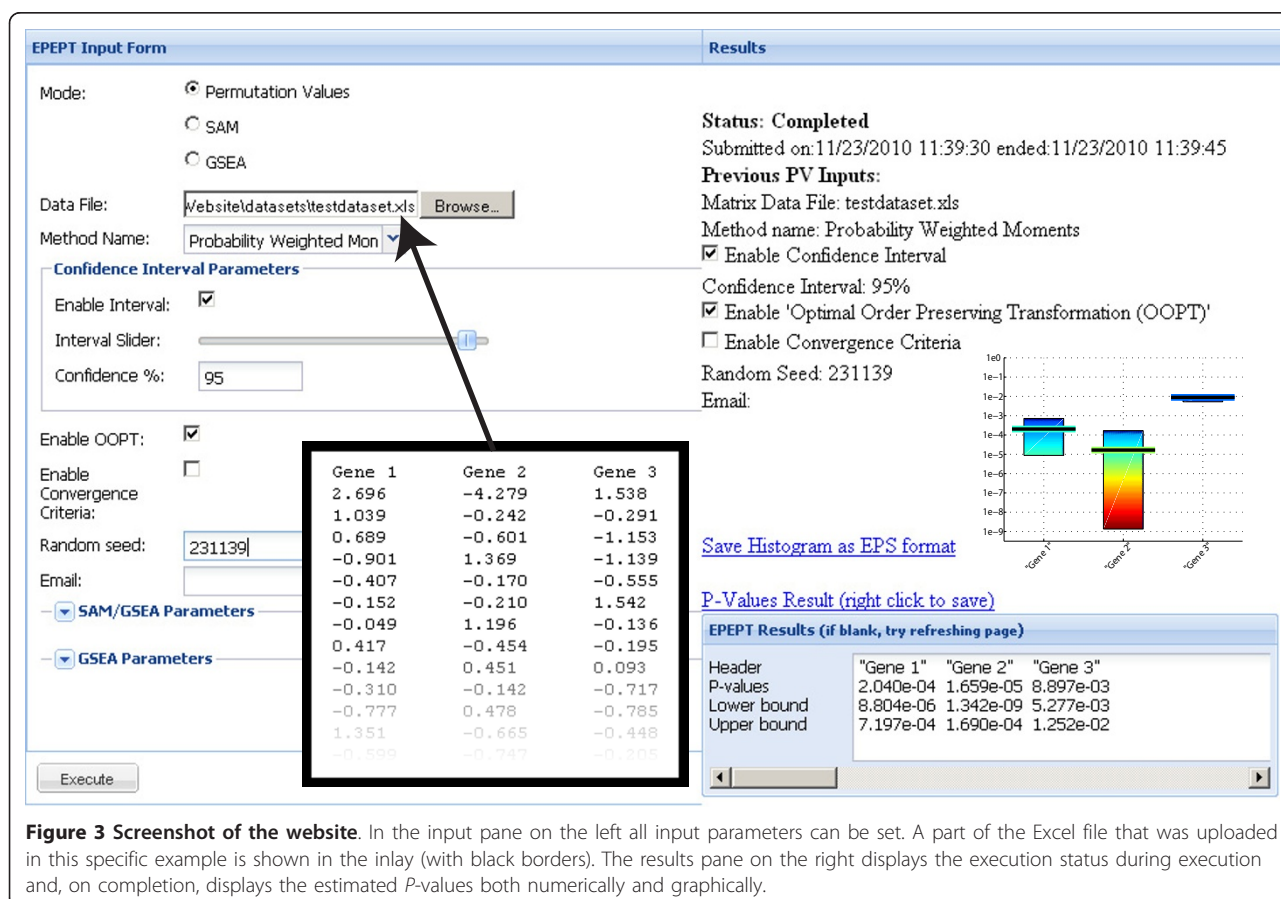 EPEPT Input Form
Mode:
Permutation Values
SAM
GSEA
Data File:
Website\datasets\testdataset.xls
Browse...
Method Name:
Probability Weighted Mon
Confidence Interval Parameters
Enable Interval:
Interval Slider:
Confidence %:
95
Enable OOPT:
Enable
Convergence
Criteria:
Random seed:
231139
Email:
SAM/GSEA Parameters
GSEA Parameters
Execute
Gene 1 Gene 2 Gene 3
2.696 -4.279 1.538
1.039 -0.242 -0.291
0.689 -0.601 -1.153
-0.901 1.369 -1.139
-0.407 -0.170 -0.555
-0.152 -0.210 1.542
-0.049 1.196 -0.136
0.417 -0.454 -0.195
-0.142 0.451 0.093
-0.310 -0.142 -0.717
-0.777 0.478 -0.785
1.351 -0.665 -0.448
-0.599 -0.747 -0.205
Results
Status: Completed
Submitted on:11/23/2010 11:39:30 ended:11/23/2010 11:39:45
Previous PV Inputs:
Matrix Data File: testdataset.xls
Method name: Probability Weighted Moments
Enable Confidence Interval
Confidence Interval: 95%
Enable 'Optimal Order Preserving Transformation (OOPT)'
Enable Convergence Criteria
Random Seed: 231139
Email:
1e0
1e-1
1e-2
1e-3
1e-4
1e-5
1e-6
1e-7
1e-8
1e-9
"Gene 1" "Gene 2" "Gene 3"
Save Histogram as EPS format
P-Values Result (right click to save)
EPEPT Results (if blank, try refreshing page)
Header "Gene 1" "Gene 2" "Gene 3"
P-values 2.040e-04 1.659e-05 8.897e-03
Lower bound 8.804e-06 1.342e-09 5.277e-03
Upper bound 7.197e-04 1.690e-04 1.252e-02
Figure 3 Screenshot of the website. In the input pane on the left all input parameters can be set. A part of the Excel file that was uploaded
in this specific example is shown in the inlay (with black borders). The results pane on the right displays the execution status during execution
and, on completion, displays the estimated P-values both numerically and graphically.